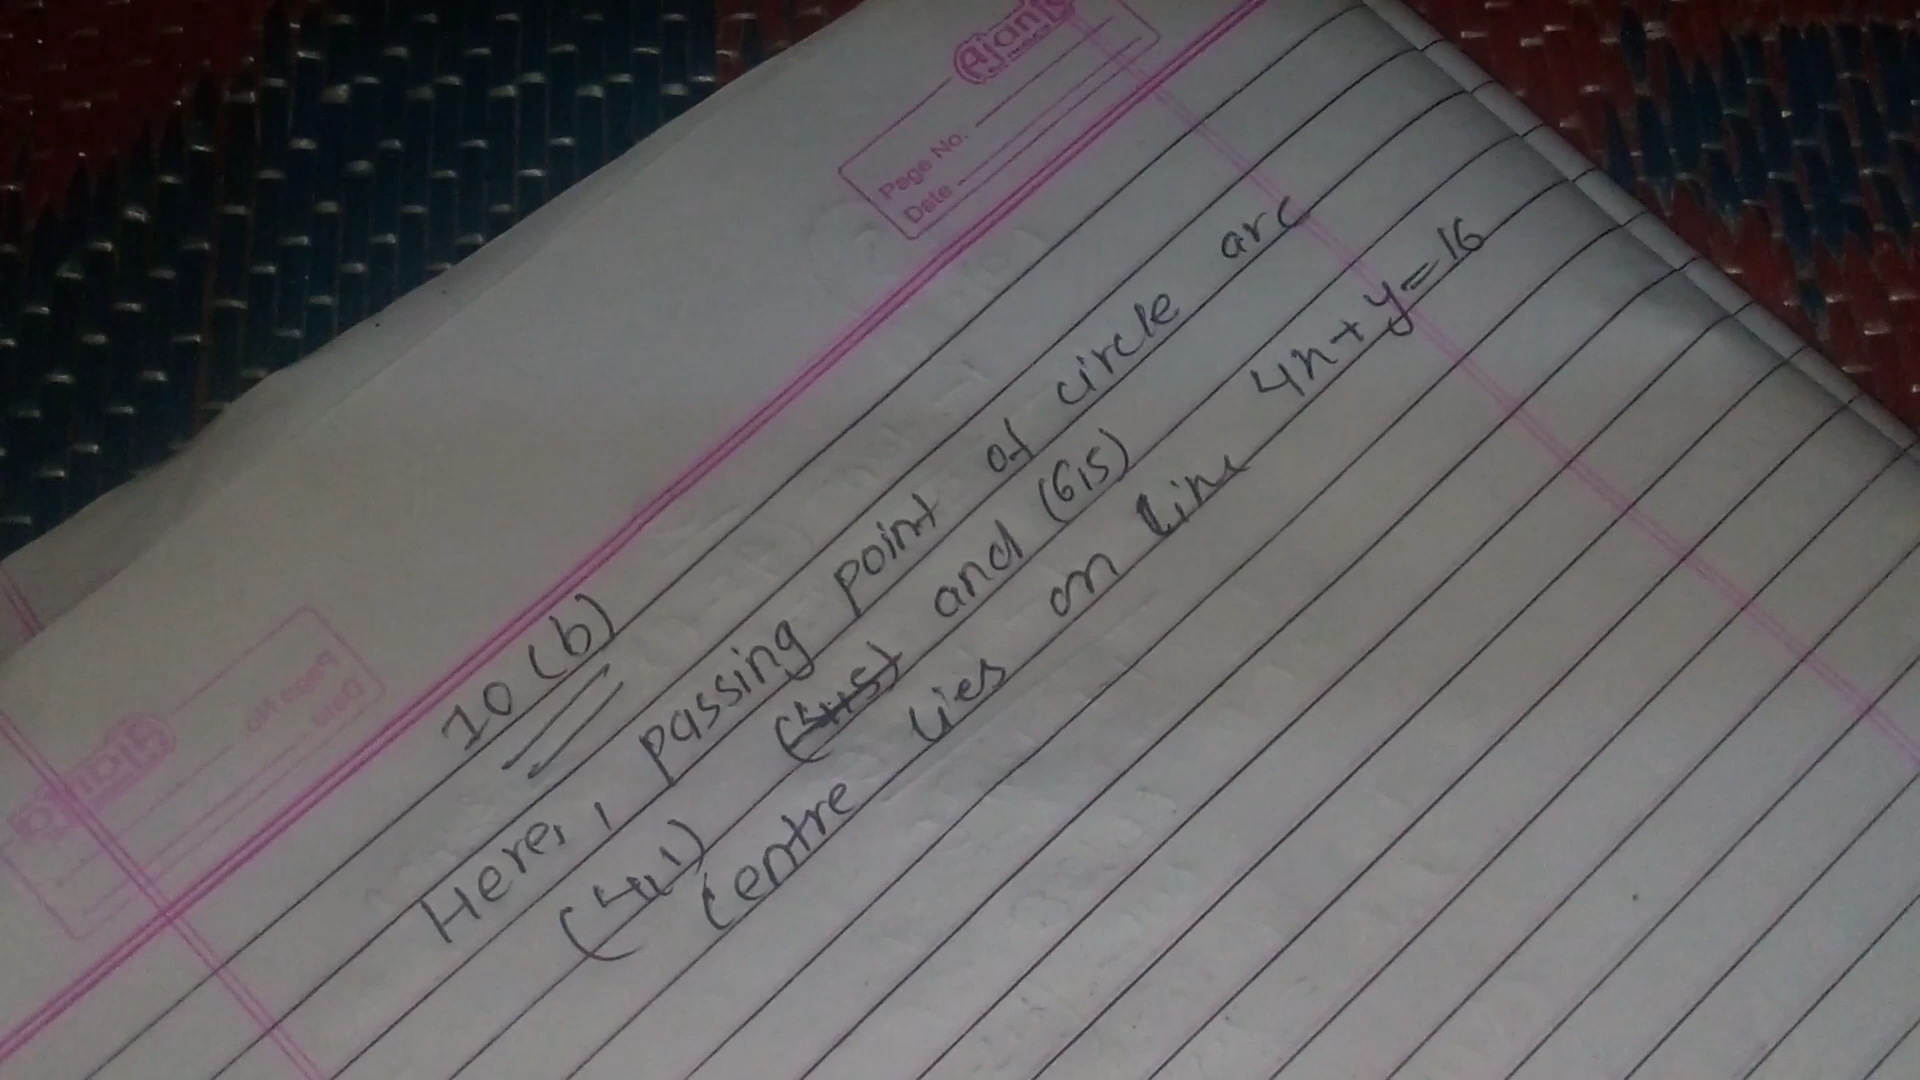 Ajanta
Page No.
Date
10 (b)
Here, passing point of circle are
(4,1) and (6,5)
Centre lies on line 4x + y = 16